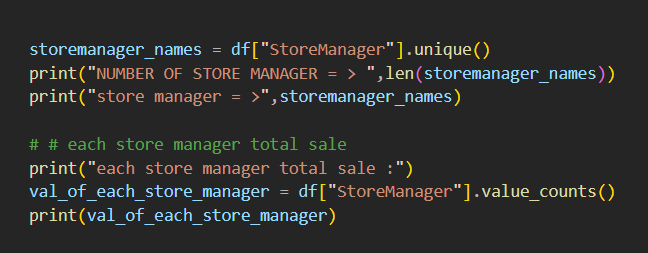 storemanager_names = df["StoreManager"].unique()
print("NUMBER OF STORE MANAGER = > ",len(storemanager_names))
print("store manager = >",storemanager_names)
# # each store manager total sale
print("each store manager total sale :")
val_of_each_store_manager = df["StoreManager"].value_counts()
print(val_of_each_store_manager)